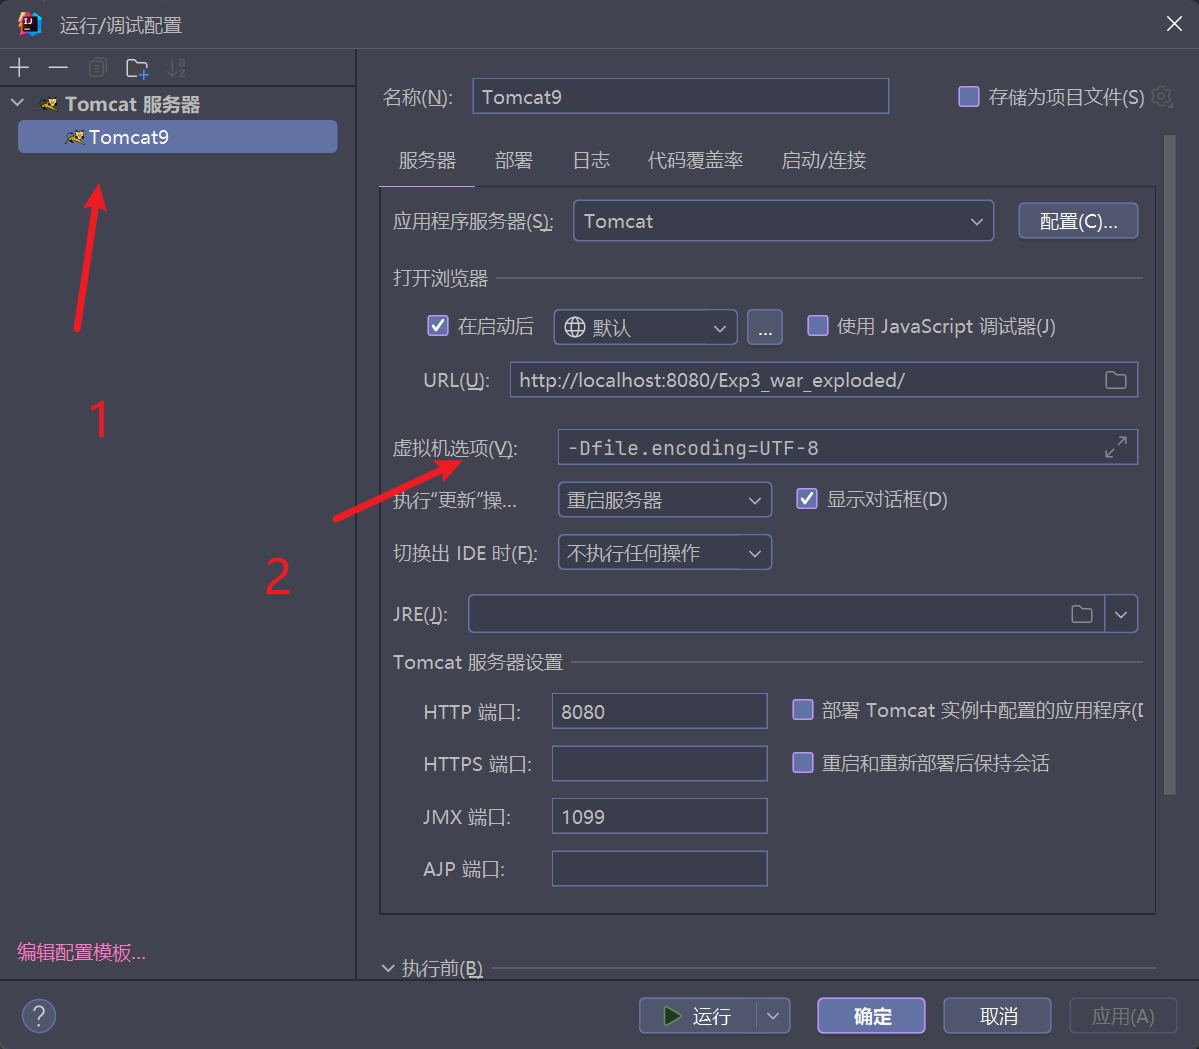 运行/调试配置
Tomcat 服务器
Tomcat9
1
名称(N):
Tomcat9
存储为项目文件(S)
服务器 部署 日志 代码覆盖率 启动/连接
应用程序服务器(S):
Tomcat
配置(C)...
打开浏览器
在启动后
默认
...
使用 JavaScript 调试器(J)
URL(U):
http://localhost:8080/Exp3_war_exploded/
虚拟机选项(V):
-Dfile.encoding=UTF-8
执行"更新"操...
重启服务器
显示对话框(D)
2
切换出 IDE 时(F):
不执行任何操作
JRE(J):
Tomcat 服务器设置
HTTP 端口:
8080
部署 Tomcat 实例中配置的应用程序(D
HTTPS 端口:
重启和重新部署后保持会话
JMX 端口:
1099
AJP 端口:
编辑配置模板...
执行前(B)
?
运行
确定
取消
应用(A)